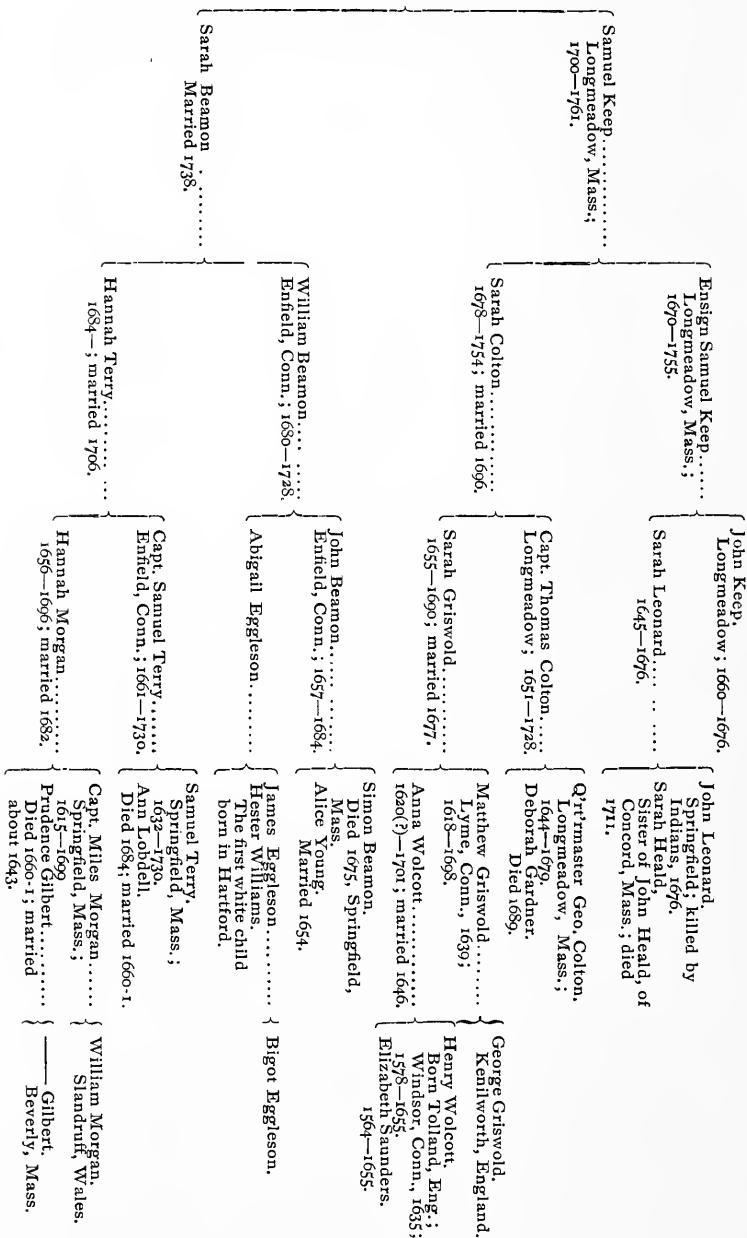 Samuel Keep..............
Longmeadow, Mass.;
1700—1761.
Sarah Beamon . .........
Married 1738.
Ensign Samuel Keep......
Longmeadow, Mass.;
1670—1755.
Sarah Colton..............
1678—1754; married 1696.
William Beamon.... .....
Enfield, Conn.; 1680—1728.
Hannah Terry......... ...
1684—; married 1706.
John Keep.
Longmeadow; 1660—1676.
Sarah Leonard.... .. ....
1645—1676.
Capt. Thomas Colton.....
Longmeadow; 1651—1728.
Sarah Griswold..........
1655—1690; married 1677.
John Beamon....... .......
Enfield, Conn.; 1657—1684.
Abigail Eggleson.........
Capt. Samuel Terry.......
Enfield, Conn.; 1661—1730.
Hannah Morgan..........
1656—1696; married 1682.
John Leonard.
Springfield; killed by
Indians, 1676.
Sarah Heald,
Sister of John Heald, of
Concord, Mass.; died
1711.
Q'rt'rmaster Geo, Colton.
Longmeadow, Mass.;
1644—1679.
Deborah Gardner.
Died 1689.
Matthew Griswold........
Lyme, Conn., 1639;
1618—1698.
Anna Wolcott.............
1620(?)—1701; married 1646.
Simon Beamon.
Died 1675, Springfield,
Mass.
Alice Young.
Married 1654.
James Eggleson..........
Hester Williams.
The first white child
born in Hartford.
Samuel Terry.
Springfield, Mass.;
1632—1730.
Ann Lobdell.
Died 1684; married 1660-1.
Capt. Miles Morgan......
Springfield, Mass.;
1615—1699
Prudence Gilbert.........
Died 1660-1; married
about 1643.
George Griswold.
Kenilworth, England.
Henry Wolcott.
Born Tolland, Eng.;
Windsor, Conn., 1635;
1578—1655.
Elizabeth Saunders.
1564—1655.
Bigot Eggleson.
William Morgan.
Slandruff, Wales.
—— Gilbert.
Beverly, Mass.